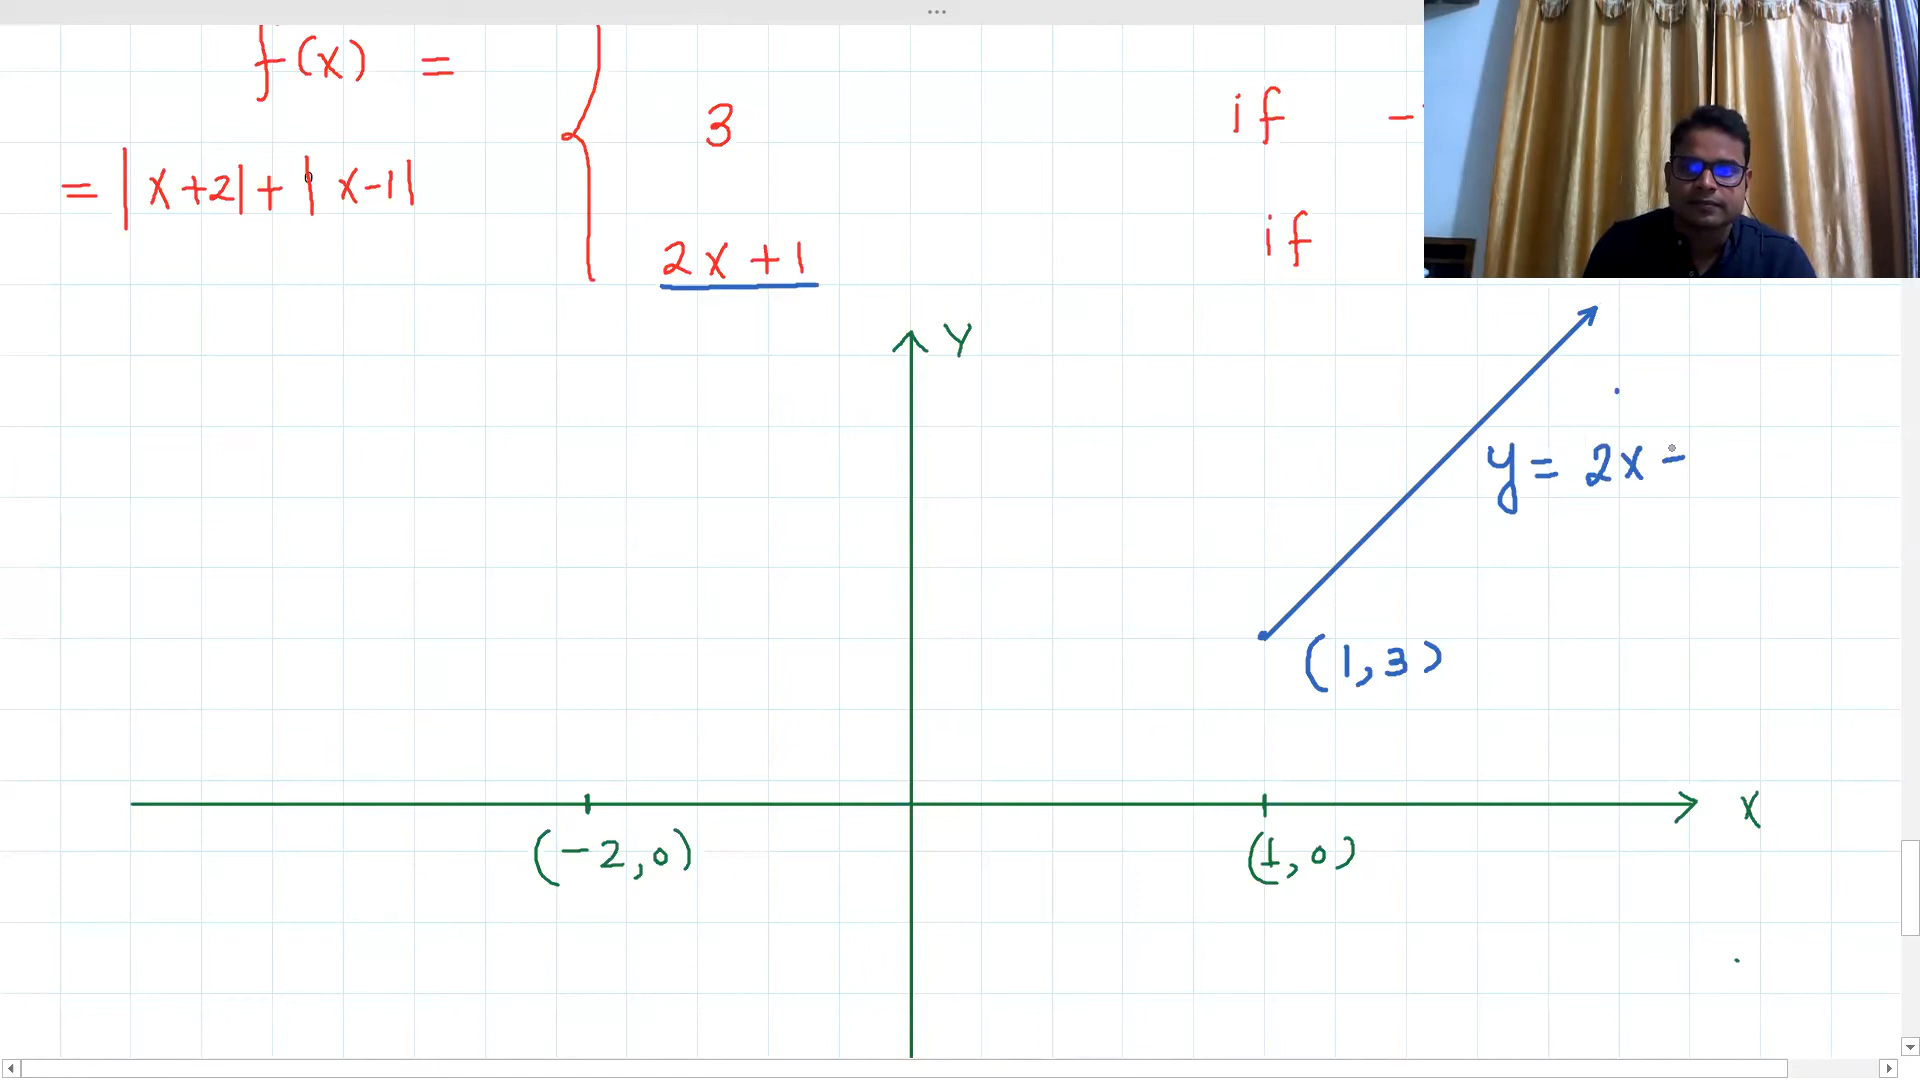 f(x) =
3 if -
= |x+2| + |x-1|
2x+1 if
Y
y = 2x -
(1,3)
X
(-2,0) (1,0)